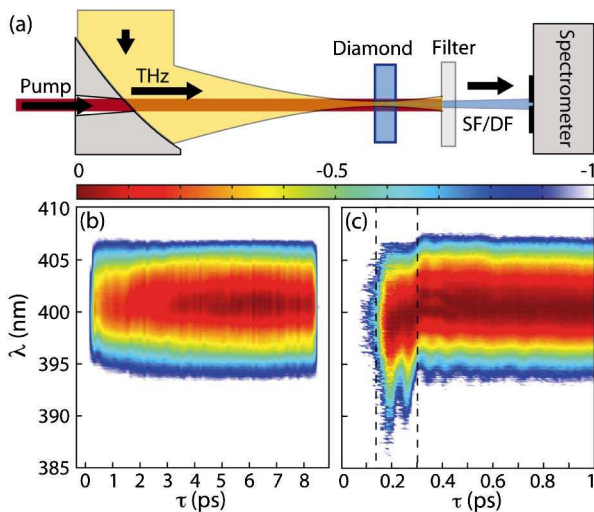 (a)
Diamond Filter
THz
Pump
SF/DF
Spectrometer
0 -0.5 -1
410
(b) (c)
405
400
395
390
385
λ (nm)
0 1 2 3 4 5 6 7 8 0 0.2 0.4 0.6 0.8 1
τ (ps) τ (ps)